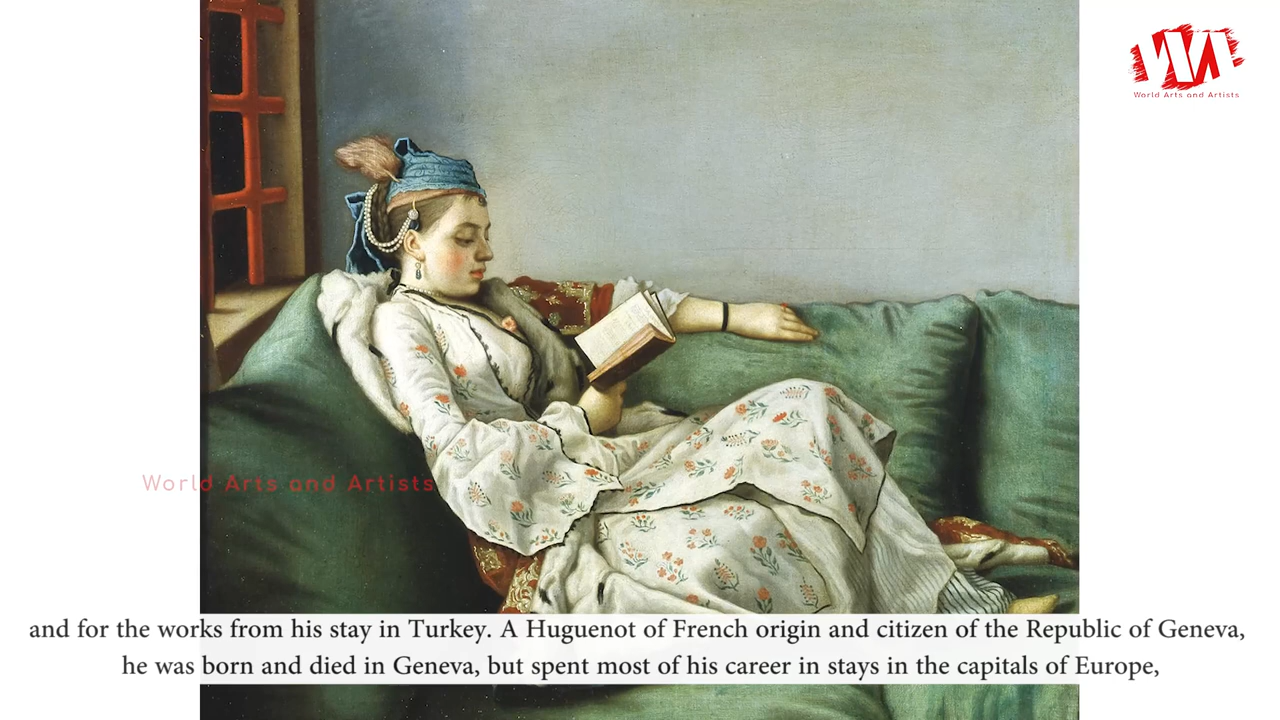 World Arts and Artists
World Arts and Artists
and for the works from his stay in Turkey. A Huguenot of French origin and citizen of the Republic of Geneva,
he was born and died in Geneva, but spent most of his career in stays in the capitals of Europe,